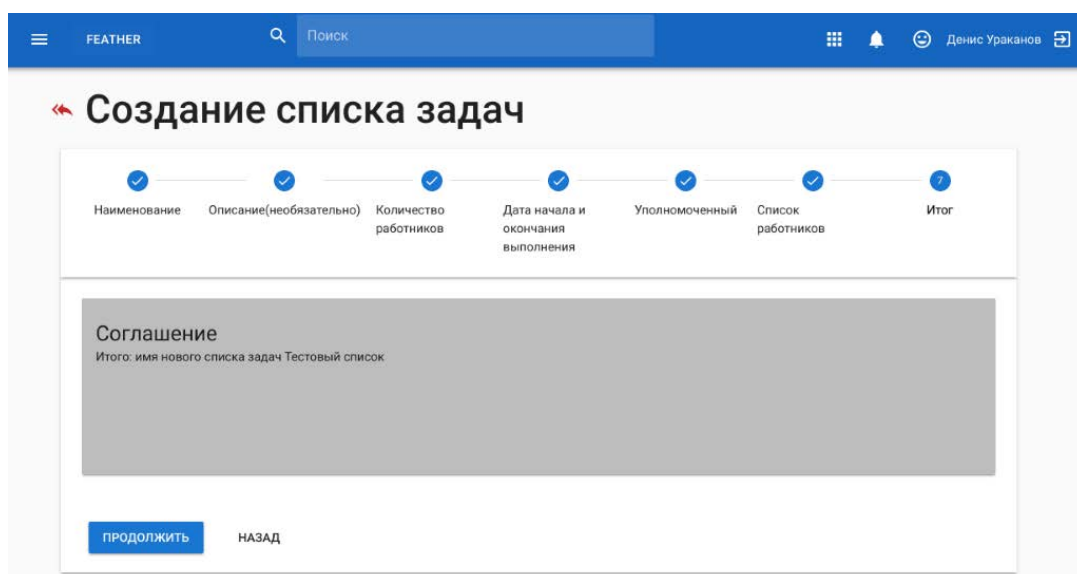 FEATHER
Поиск
Денис Ураканов
Создание списка задач
Наименование
Описание(необязательно)
Количество
работников
Дата начала и
окончания
выполнения
Уполномоченный
Список
работников
7
Итог
Соглашение
Итого: имя нового списка задач Тестовый список
ПРОДОЛЖИТЬ
НАЗАД